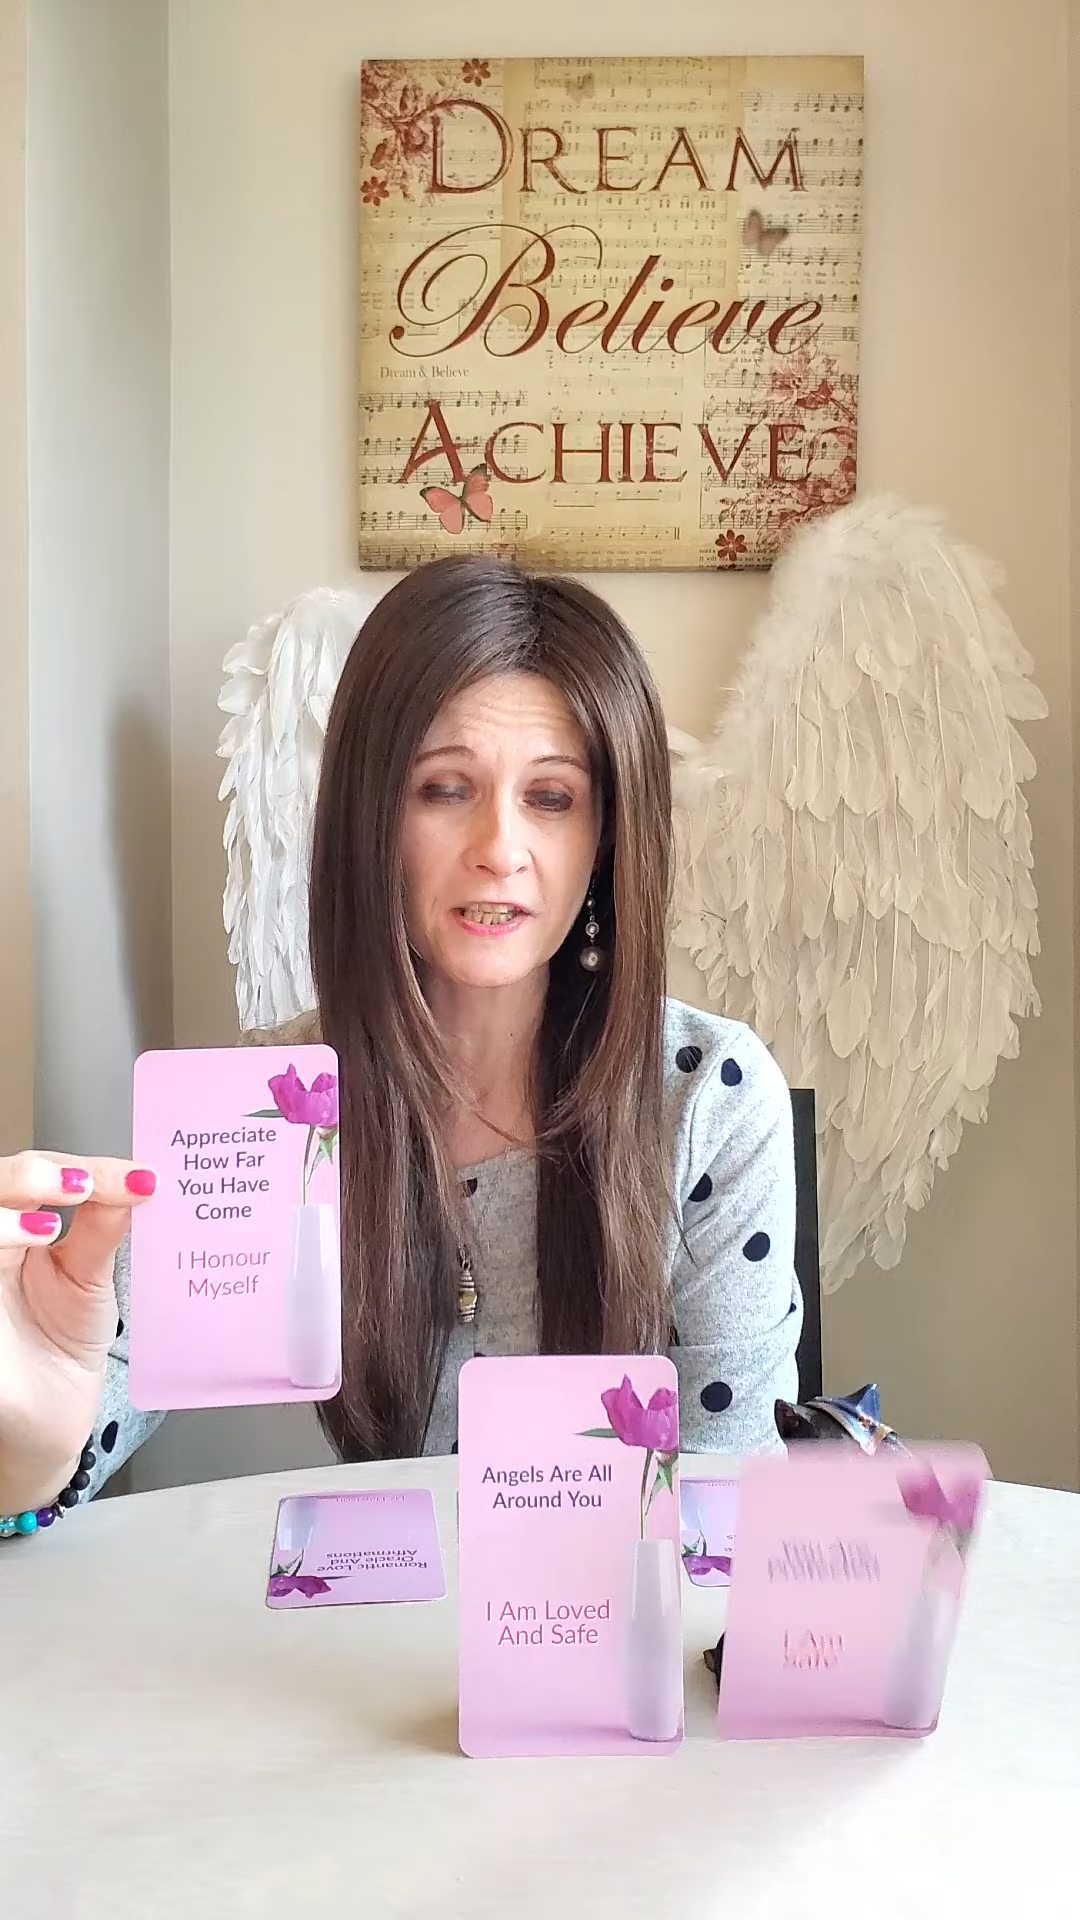 DREAM
Believe
Dream & Believe
ACHIEVE
Appreciate
How Far
You Have
Come
I Honour
Myself
Angels Are All
Around You
I Am Loved
And Safe
Romantic Love
Oracle And
Affirmations
I Am